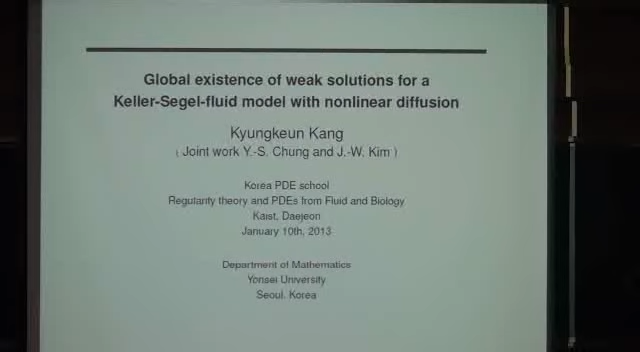 Global existence of weak solutions for a
Keller-Segel-fluid model with nonlinear diffusion
Kyungkeun Kang
( Joint work Y.-S. Chung and J.-W. Kim )
Korea PDE school
Regularity theory and PDEs from Fluid and Biology
Kaist, Daejeon
January 10th, 2013
Department of Mathematics
Yonsei University
Seoul, Korea